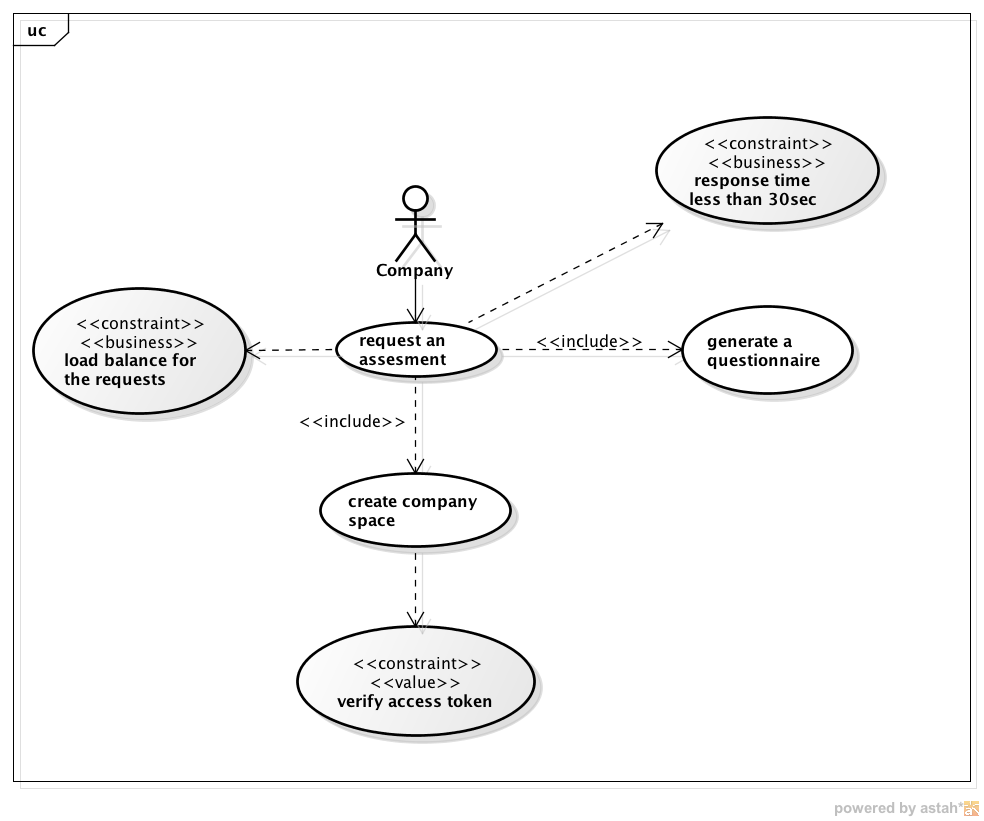 uc
<<constraint>>
<<business>>
response time
less than 30sec
Company
<<constraint>>
<<business>>
load balance for
the requests
request an
assesment
<<include>>
generate a
questionnaire
<<include>>
create company
space
<<constraint>>
<<value>>
verify access token
powered by astah*